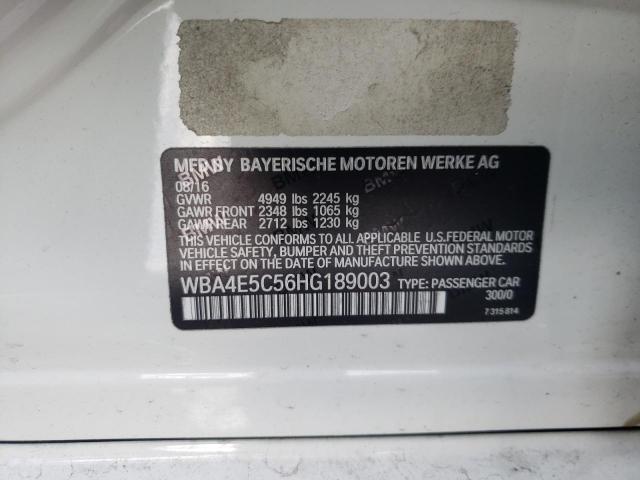 MFD BY BAYERISCHE MOTOREN WERKE AG
08/16
GVWR 4949 lbs 2245 kg
GAWR FRONT 2348 lbs 1065 kg
GAWR REAR 2712 lbs 1230 kg
THIS VEHICLE CONFORMS TO ALL APPLICABLE U.S.FEDERAL MOTOR
VEHICLE SAFETY, BUMPER AND THEFT PREVENTION STANDARDS
IN EFFECT ON THE DATE OF MANUFACTURE SHOWN ABOVE.
WBA4E5C56HG189003 TYPE: PASSENGER CAR
300/0
7 315 814